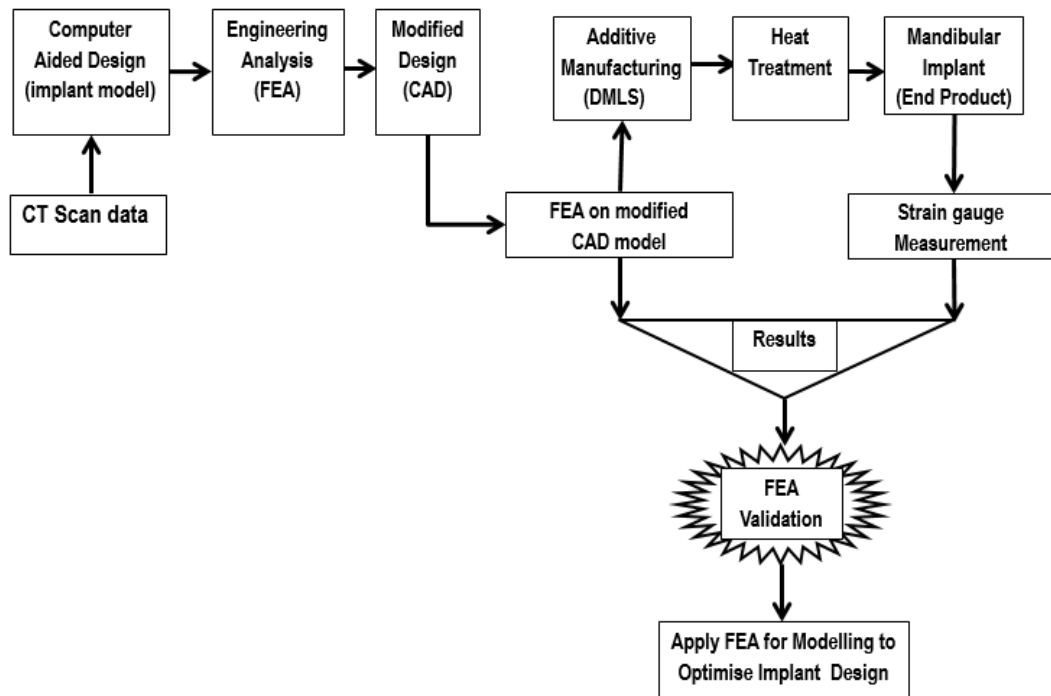 Computer
Aided Design
(implant model)
Engineering
Analysis
(FEA)
Modified
Design
(CAD)
Additive
Manufacturing
(DMLS)
Heat
Treatment
Mandibular
Implant
(End Product)
CT Scan data
FEA on modified
CAD model
Strain gauge
Measurement
Results
FEA
Validation
Apply FEA for Modelling to
Optimise Implant Design